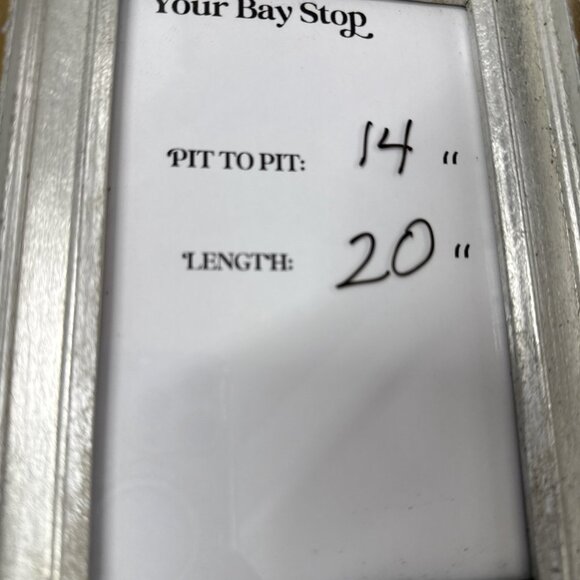 Your Bay Stop
PIT TO PIT: 14 "
LENGTH: 20 "